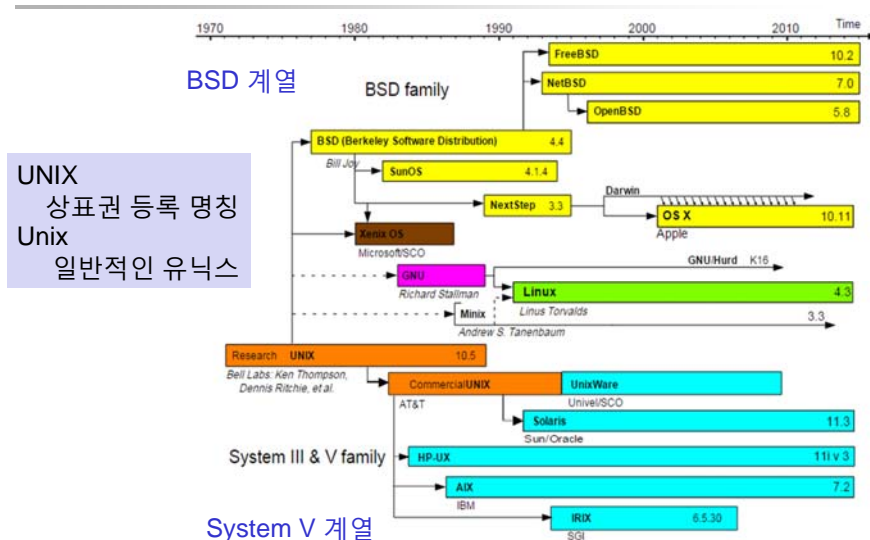 1970 1980 1990 2000 2010 Time
BSD 계열
BSD family
FreeBSD 10.2
NetBSD 7.0
OpenBSD 5.8
BSD (Berkeley Software Distribution) 4.4
Bill Joy
SunOS 4.1.4
UNIX
상표권 등록 명칭
Unix
일반적인 유닉스
NextStep 3.3
Darwin
OS X 10.11
Apple
Xenix OS
Microsoft/SCO
GNU
Richard Stallman
GNU/Hurd K16
Linux 4.3
Linus Torvalds
Minix 3.3
Andrew S. Tanenbaum
Research UNIX 10.5
Bell Labs: Ken Thompson,
Dennis Ritchie, et al.
CommercialUNIX
AT&T
UnixWare
Univel/SCO
Solaris 11.3
Sun/Oracle
System III & V family
HP-UX 11i v 3
AIX 7.2
IBM
IRIX 6.5.30
SGI
System V 계열